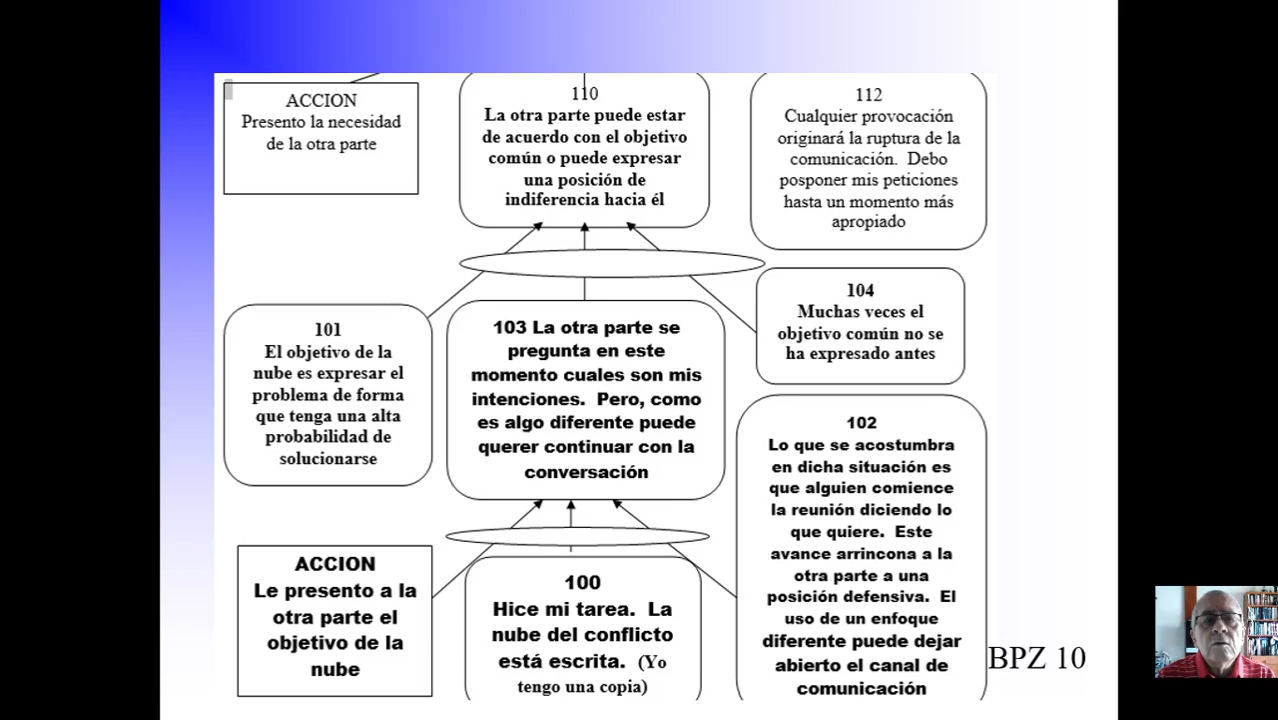 ACCION
Presento la necesidad
de la otra parte
110
La otra parte puede estar
de acuerdo con el objetivo
común o puede expresar
una posición de
indiferencia hacia él
112
Cualquier provocación
originará la ruptura de la
comunicación. Debo
posponer mis peticiones
hasta un momento más
apropiado
101
El objetivo de la
nube es expresar el
problema de forma
que tenga una alta
probabilidad de
solucionarse
103 La otra parte se
pregunta en este
momento cuales son mis
intenciones. Pero, como
es algo diferente puede
querer continuar con la
conversación
104
Muchas veces el
objetivo común no se
ha expresado antes
ACCION
Le presento a la
otra parte el
objetivo de la
nube
100
Hice mi tarea. La
nube del conflicto
está escrita. (Yo
tengo una copia)
102
Lo que se acostumbra
en dicha situación es
que alguien comience
la reunión diciendo lo
que quiere. Este
avance arrincona a la
otra parte a una
posición defensiva. El
uso de un enfoque
diferente puede dejar
abierto el canal de
comunicación
BPZ 10